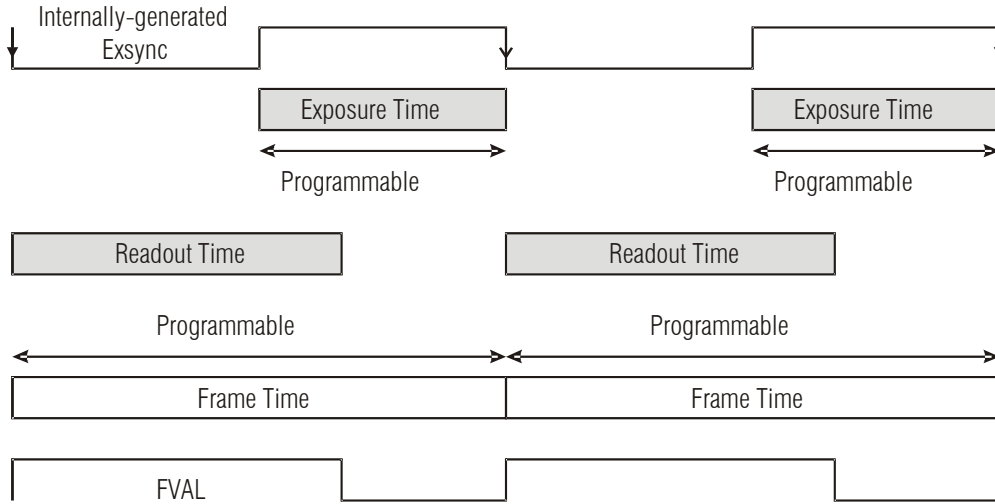 Internally-generated
Exsync
Exposure Time
Exposure Time
Programmable
Programmable
Readout Time
Readout Time
Programmable
Programmable
Frame Time
Frame Time
FVAL